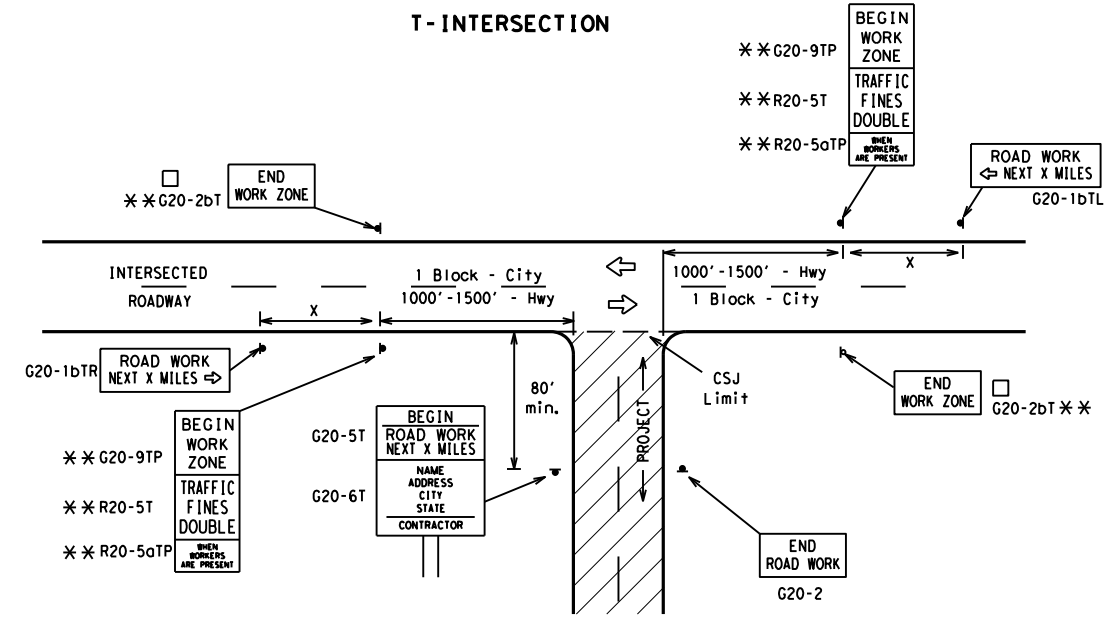 T-INTERSECTION
BEGIN
WORK
ZONE
TRAFFIC
FINES
DOUBLE
WHEN
WORKERS
ARE PRESENT
**G20-9TP
**R20-5T
**R20-5aTP
ROAD WORK
⇦ NEXT X MILES
G20-1bTL
END
WORK ZONE
□
**G20-2bT
INTERSECTED
ROADWAY
1 Block - City
1000'-1500' - Hwy
1000'-1500' - Hwy
1 Block - City
X
X
G20-1bTR
ROAD WORK
NEXT X MILES ⇨
80'
min.
CSJ
Limit
PROJECT
END
WORK ZONE
□
G20-2bT **
BEGIN
WORK
ZONE
TRAFFIC
FINES
DOUBLE
WHEN
WORKERS
ARE PRESENT
**G20-9TP
**R20-5T
**R20-5aTP
G20-5T
BEGIN
ROAD WORK
NEXT X MILES
G20-6T
NAME
ADDRESS
CITY
STATE
CONTRACTOR
END
ROAD WORK
G20-2